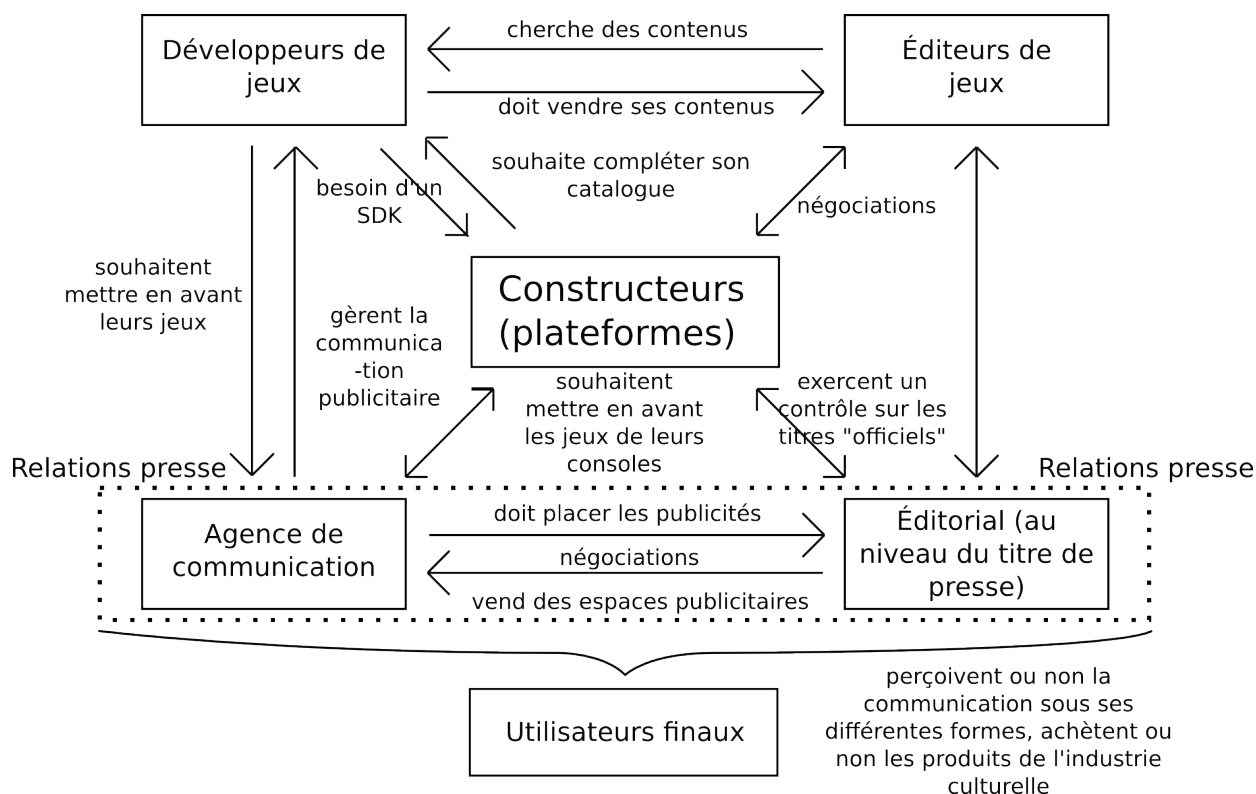 Développeurs de
jeux
cherche des contenus
doit vendre ses contenus
Éditeurs de
jeux
souhaite compléter son
catalogue
besoin d'un
SDK
négociations
souhaitent
mettre en avant
leurs jeux
Constructeurs
(plateformes)
gèrent la
communica
-tion
publicitaire
souhaitent
mettre en avant
les jeux de leurs
consoles
exercent un
contrôle sur les
titres "officiels"
Relations presse
Relations presse
Agence de
communication
doit placer les publicités
négociations
vend des espaces publicitaires
Éditorial (au
niveau du titre de
presse)
Utilisateurs finaux
perçoivent ou non la
communication sous ses
différentes formes, achètent ou
non les produits de l'industrie
culturelle